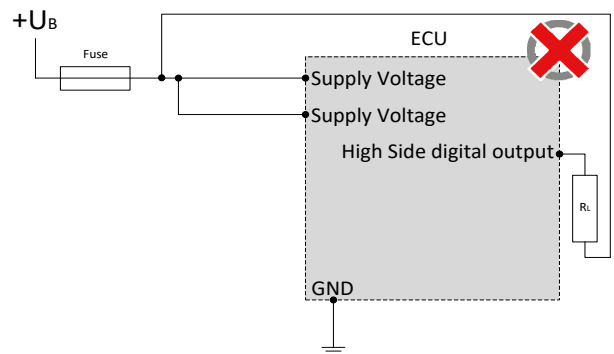 +UB
Fuse
ECU
Supply Voltage
Supply Voltage
High Side digital output
RL
GND